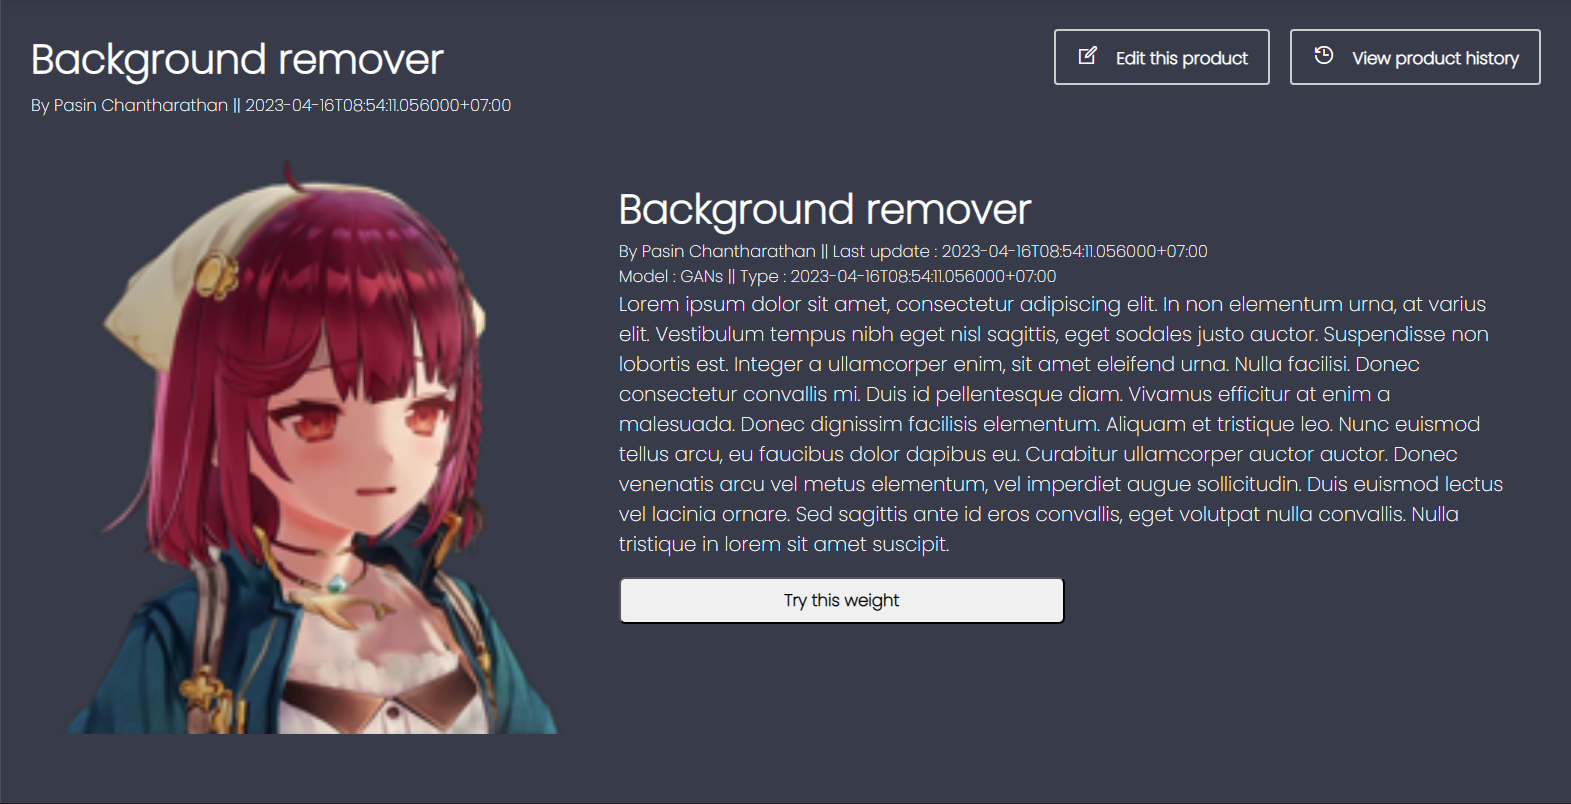 Background remover
Edit this product
View product history
By Pasin Chantharathan || 2023-04-16T08:54:11.056000+07:00
Background remover
By Pasin Chantharathan || Last update : 2023-04-16T08:54:11.056000+07:00
Model : GANs || Type : 2023-04-16T08:54:11.056000+07:00
Lorem ipsum dolor sit amet, consectetur adipiscing elit. In non elementum urna, at varius
elit. Vestibulum tempus nibh eget nisl sagittis, eget sodales justo auctor. Suspendisse non
lobortis est. Integer a ullamcorper enim, sit amet eleifend urna. Nulla facilisi. Donec
consectetur convallis mi. Duis id pellentesque diam. Vivamus efficitur at enim a
malesuada. Donec dignissim facilisis elementum. Aliquam et tristique leo. Nunc euismod
tellus arcu, eu faucibus dolor dapibus eu. Curabitur ullamcorper auctor auctor. Donec
venenatis arcu vel metus elementum, vel imperdiet augue sollicitudin. Duis euismod lectus
vel lacinia ornare. Sed sagittis ante id eros convallis, eget volutpat nulla convallis. Nulla
tristique in lorem sit amet suscipit.
Try this weight